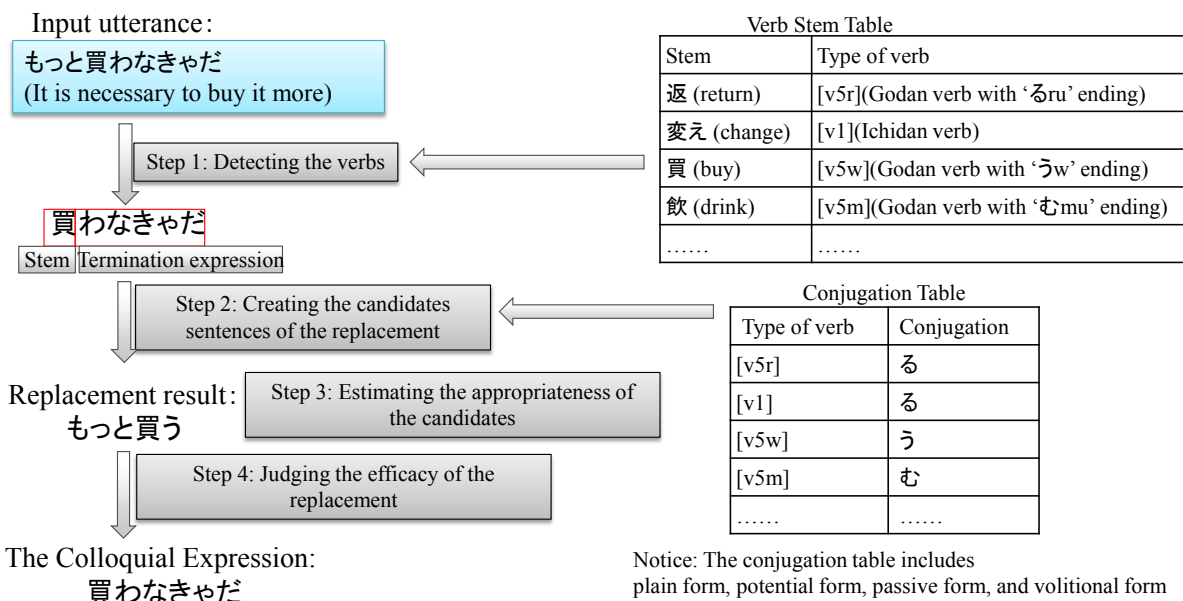 Input utterance:
もっと買わなきゃだ
(It is necessary to buy it more)
Step 1: Detecting the verbs
買わなきゃだ
Stem Termination expression
Step 2: Creating the candidates
sentences of the replacement
Replacement result:
もっと買う
Step 3: Estimating the appropriateness of
the candidates
Step 4: Judging the efficacy of the
replacement
The Colloquial Expression:
買わなきゃだ
Verb Stem Table
Stem Type of verb
返 (return) [v5r](Godan verb with ‘るru’ ending)
変え (change) [v1](Ichidan verb)
買 (buy) [v5w](Godan verb with ‘うw’ ending)
飲 (drink) [v5m](Godan verb with ‘むmu’ ending)
…… ……
Conjugation Table
Type of verb Conjugation
[v5r] る
[v1] る
[v5w] う
[v5m] む
…… ……
Notice: The conjugation table includes
plain form, potential form, passive form, and volitional form